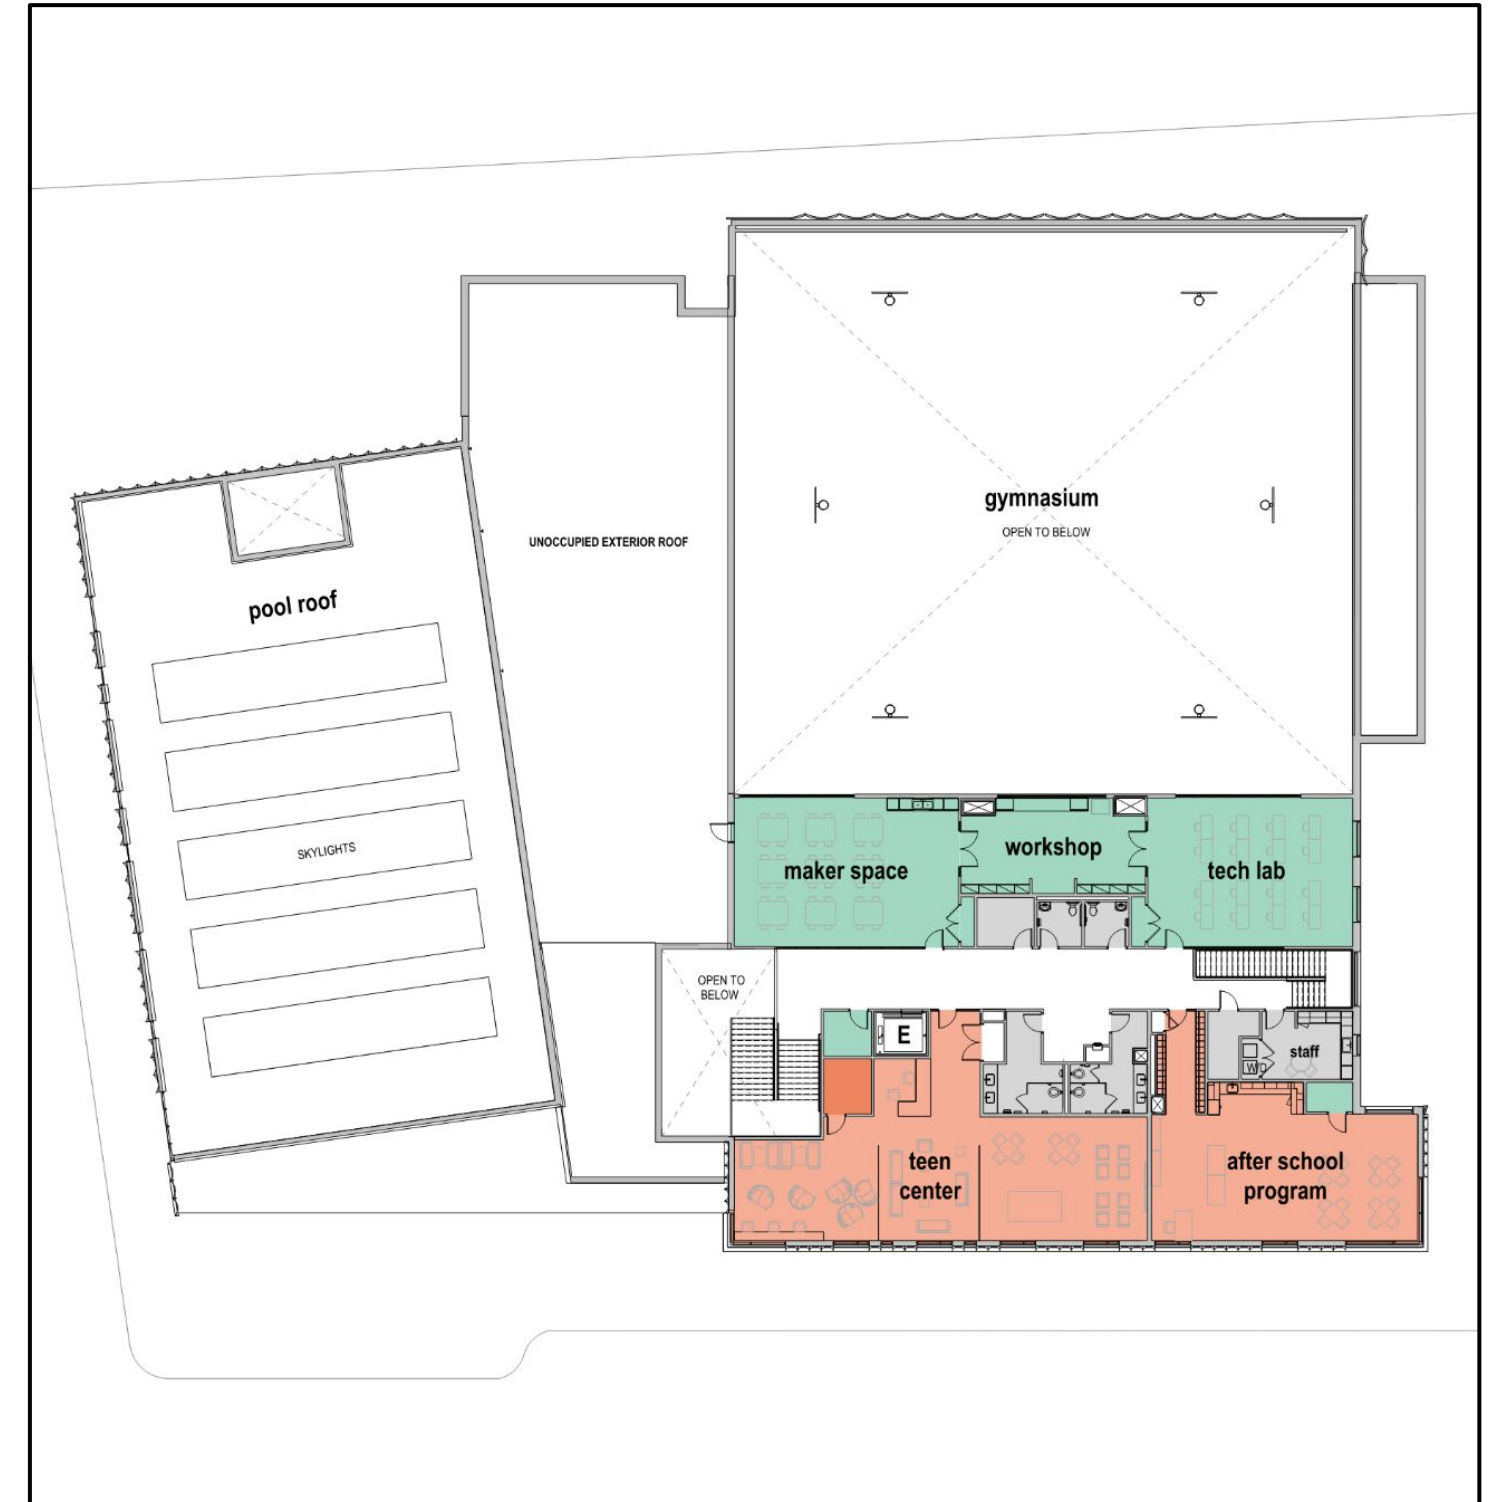 gymnasium
OPEN TO BELOW
UNOCCUPIED EXTERIOR ROOF
pool roof
SKYLIGHTS
maker space
workshop
tech lab
OPEN TO
BELOW
E
staff
W/D
teen
center
after school
program